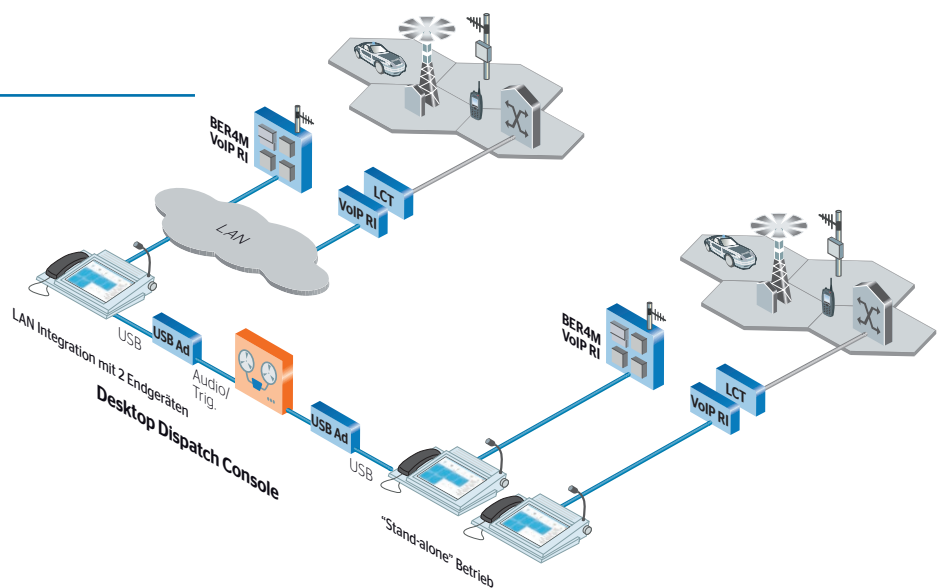 BER4M
VoIP RI
LCT
VoIP RI
LAN
LAN Integration mit 2 Endgeräten
USB
USB Ad
Audio/
Trig.
Desktop Dispatch Console
USB Ad
USB
"Stand-alone" Betrieb
BER4M
VoIP RI
LCT
VoIP RI